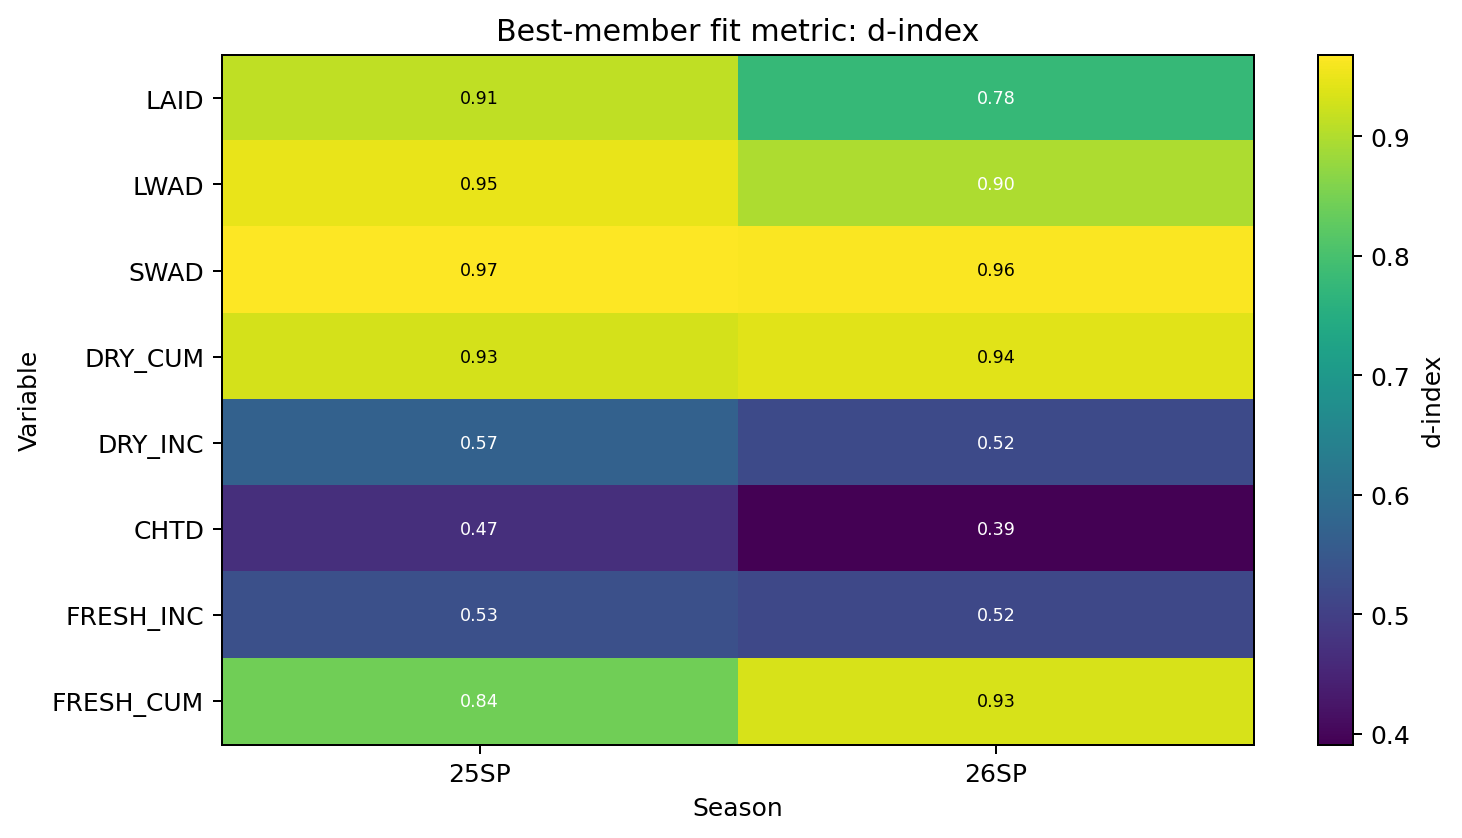 Best-member fit metric: d-index
LAID 0.91 0.78
LWAD 0.95 0.90
SWAD 0.97 0.96
DRY_CUM 0.93 0.94
DRY_INC 0.57 0.52
CHTD 0.47 0.39
FRESH_INC 0.53 0.52
FRESH_CUM 0.84 0.93
25SP 26SP
Season
Variable
0.9
0.8
0.7
0.6
0.5
0.4
d-index